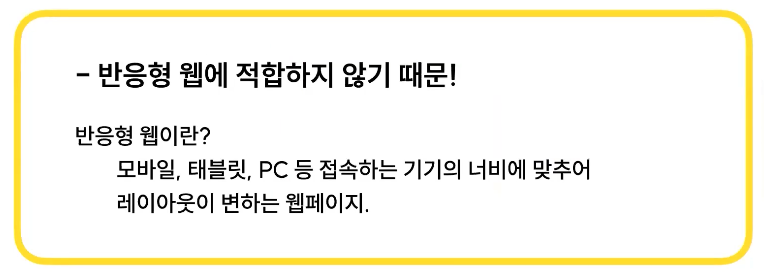 - 반응형 웹에 적합하지 않기 때문!
반응형 웹이란?
모바일, 태블릿, PC 등 접속하는 기기의 너비에 맞추어
레이아웃이 변하는 웹페이지.